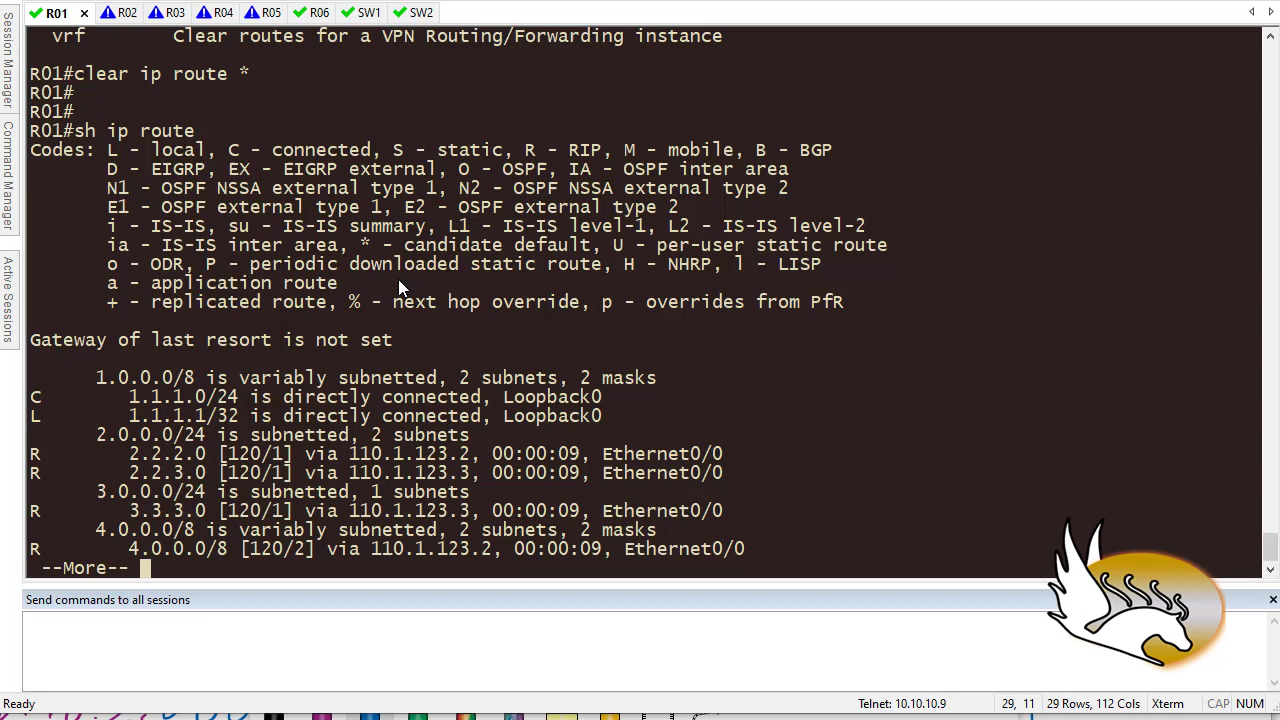 R01 × R02 R03 R04 R05 R06 SW1 SW2
Session Manager
Command Manager
Active Sessions
vrf Clear routes for a VPN Routing/Forwarding instance
R01#clear ip route *
R01#
R01#
R01#sh ip route
Codes: L - local, C - connected, S - static, R - RIP, M - mobile, B - BGP
D - EIGRP, EX - EIGRP external, O - OSPF, IA - OSPF inter area
N1 - OSPF NSSA external type 1, N2 - OSPF NSSA external type 2
E1 - OSPF external type 1, E2 - OSPF external type 2
i - IS-IS, su - IS-IS summary, L1 - IS-IS level-1, L2 - IS-IS level-2
ia - IS-IS inter area, * - candidate default, U - per-user static route
o - ODR, P - periodic downloaded static route, H - NHRP, l - LISP
a - application route
+ - replicated route, % - next hop override, p - overrides from PfR
Gateway of last resort is not set
1.0.0.0/8 is variably subnetted, 2 subnets, 2 masks
C 1.1.1.0/24 is directly connected, Loopback0
L 1.1.1.1/32 is directly connected, Loopback0
2.0.0.0/24 is subnetted, 2 subnets
R 2.2.2.0 [120/1] via 110.1.123.2, 00:00:09, Ethernet0/0
R 2.2.3.0 [120/1] via 110.1.123.3, 00:00:09, Ethernet0/0
3.0.0.0/24 is subnetted, 1 subnets
R 3.3.3.0 [120/1] via 110.1.123.3, 00:00:09, Ethernet0/0
4.0.0.0/8 is variably subnetted, 2 subnets, 2 masks
R 4.0.0.0/8 [120/2] via 110.1.123.2, 00:00:09, Ethernet0/0
--More--
Send commands to all sessions
Ready Telnet: 10.10.10.9 29, 11 29 Rows, 112 Cols Xterm CAP NUM